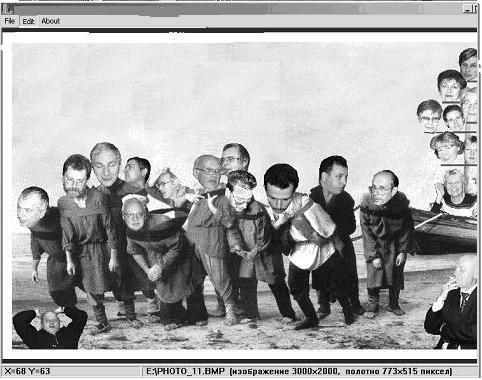 File Edit About
X=68 Y=63 E:\PHOTO_11.BMP (изображение 3000x2000, полотно 773x515 пиксел)